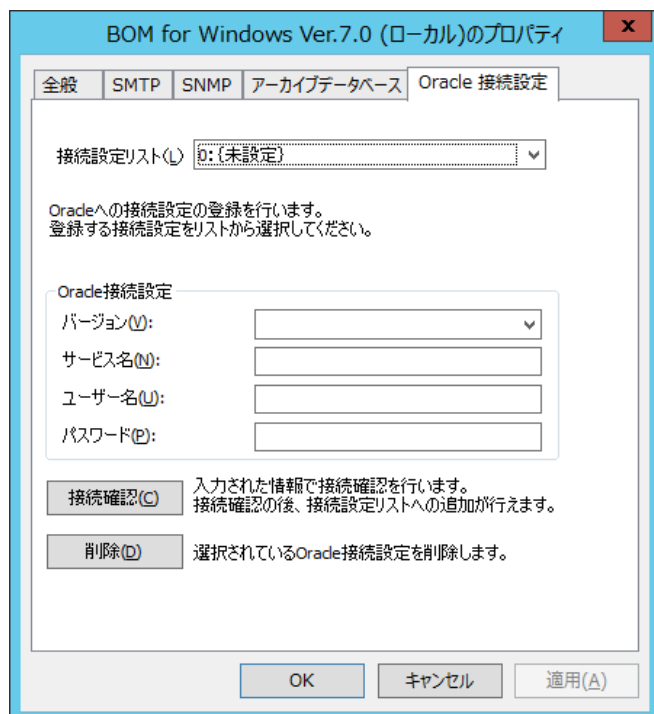 BOM for Windows Ver.7.0 (ローカル)のプロパティ
x
全般 SMTP SNMP アーカイブデータベース Oracle 接続設定
接続設定リスト(L) 0:{未設定}
Oracleへの接続設定の登録を行います。
登録する接続設定をリストから選択してください。
Oracle接続設定
バージョン(V):
サービス名(N):
ユーザー名(U):
パスワード(P):
接続確認(C) 入力された情報で接続確認を行います。
接続確認の後、接続設定リストへの追加が行えます。
削除(D) 選択されているOracle接続設定を削除します。
OK キャンセル 適用(A)